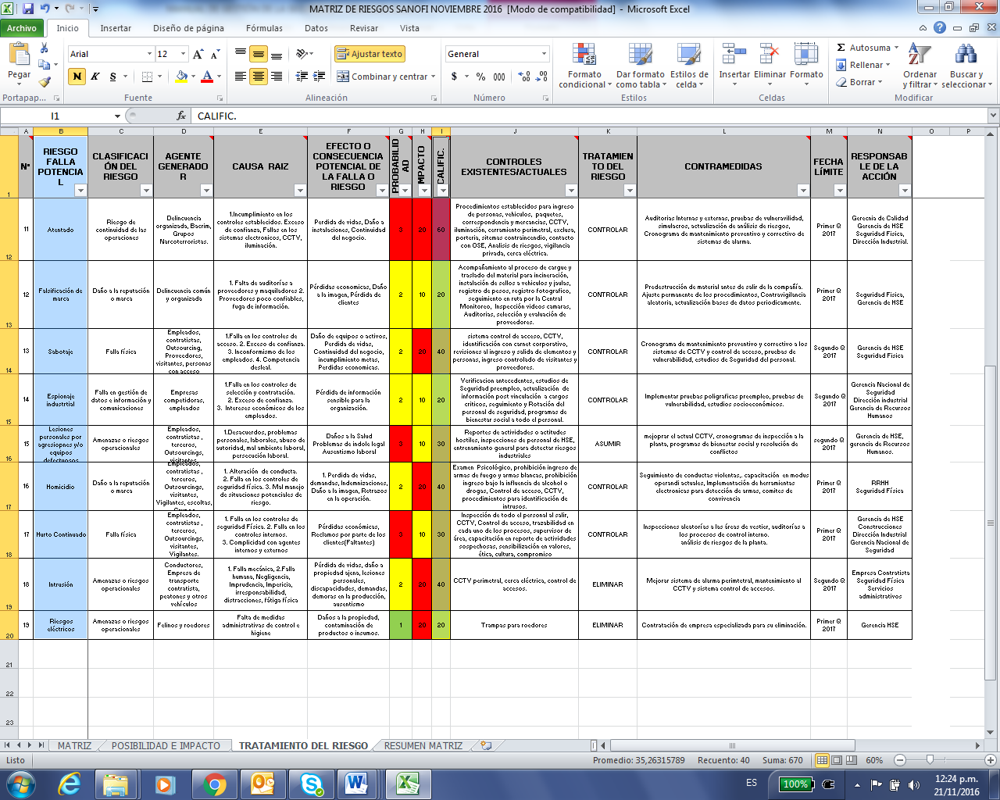 MATRIZ DE RIESGOS SANOFI NOVIEMBRE 2016 [Modo de compatibilidad] - Microsoft Excel
Archivo Inicio Insertar Diseño de página Fórmulas Datos Revisar Vista
Pegar
Arial 12
N K S
Ajustar texto
Combinar y centrar
General
$ % 000
Formato condicional
Dar formato como tabla
Estilos de celda
Insertar Eliminar Formato
Autosuma
Rellenar
Borrar
Ordenar y filtrar
Buscar y seleccionar
Portapap... Fuente Alineación Número Estilos Celdas Modificar
I1 fx CALIFIC.
A B C D E F G H I J K L M N O P
1
Nº
RIESGO FALLA POTENCIAL
CLASIFICACIÓN DEL RIESGO
AGENTE GENERADOR
CAUSA RAIZ
EFECTO O CONSECUENCIA POTENCIAL DE LA FALLA O RIESGO
PROBABILIDAD
IMPACTO
CALIFIC.
CONTROLES EXISTENTES/ACTUALES
TRATAMIENTO DEL RIESGO
CONTRAMEDIDAS
FECHA LÍMITE
RESPONSABLE DE LA ACCIÓN
12
11
Atentado
Riesgo de continuidad de las operaciones
Delincuencia organizada, Bacrim, Grupos Narcoterroristas.
1.Incumplimiento en los controles establecidos. Exceso de confianza, Fallas en los sistemas electronicos, CCTV, iluminación.
Perdida de vidas, Daño a instalaciones, Continuidad del negocio.
3
20
60
Procedimientos establecidos para ingreso de personas, vehiculos, paquetes, correspondencia y mercancias, CCTV, iluminación, cerramiento perimetral, exclusa, porteria, sistemas contraincendio, contacto con OSE, Analisis de riesgos, vigilancia privada, cerca eléctrica.
CONTROLAR
Auditorias Internas y externas, pruebas de vulneravilidad, simulacros, actualización de análisis de riesgos, Cronograma de mantenimiento preventivo y correctivo de sistemas de alarma.
Primer Q 2017
Gerencia de Calidad
Gerencia de HSE
Seguridad Fisica,
Dirección Industrial.
13
12
Falsificación de marca
Daño a la reputación o marca
Delincuencia común y organizada
1. Falta de auditorías a proveedores y maquiladores 2. Proveedores poco confiables, fuga de información.
Pérdidas economicas, Daño a la imagen, Pérdida de clientes
2
10
20
Acompañamiento al proceso de cargue y traslado del material para incineración, instalación de sellos a vehiculos y jaulas, registro de pesos, registro fotografico, seguimiento en ruta por la Central Monitoreo, Inspección videos camaras, Auditorias, selección y evaluación de proveedores.
CONTROLAR
Predestrucción de material antes de salir de la compañía. Ajuste permanente de los procedimientos, Contravigilancia aleatoria, actualización bases de datos periodicamente.
Primer Q 2017
Seguridad Fisica,
Gerencia de HSE
14
13
Sabotaje
Falla física
Empleados, contratistas, Outsourcing, Proveedores, visitantes, personas con acceso
1.Falla en los controles de acceso. 2. Exceso de confianza. 3. Inconformismo de los empleados. 4. Competencia desleal.
Daño de equipos o activos, Perdida de vidas, Continuidad del negocio, incumplimiento metas, Perdidas economicas.
2
20
40
sistema control de acceso, CCTV, identificación con carnet corporativo, revisiones al ingreso y salida de elementos y personas, ingreso controlado de visitantes y proveedores.
CONTROLAR
Cronograma de mantenimiento preventivo y correctivo a los sistemas de CCTV y control de acceso, pruebas de vulnerabilidad, estudios de Seguridad del personal.
Segundo Q 2017
Gerencia de HSE
Seguridad Fisica
15
14
Espionaje industrtial
Falla en gestión de datos e información y comunicaciones
Empresas competidoras, empleados
1.Falla en los controles de selección y contratación.
2. Exceso de confianza.
3. Intereses económicos de los empleados.
Pérdida de información sensible para la organización.
2
10
20
Verificacion antecedentes, estudios de Seguridad preempleo, actualización de información post vinculación a cargos criticos, seguimiento y Rotación del personal de seguridad, programas de bienestar social a todo el personal.
CONTROLAR
Implementar pruebas poligraficas preempleo, pruebas de vulnerabilidad, estudios socioeconómicos.
Segundo Q 2017
Gerencia Nacional de Seguridad
Dirección industrial
Gerencia de Recursos Humanos
16
15
Lesiones personales por agresiopnes y/o equipos defectuosos
Amenazas o riesgos operacionales
Empleados, contratistas, terceros, Outsourcings, visitantes
1.Desacuerdos, problemas personales, laborales, abuso de autoridad, mal ambiente laboral, persecución laboral.
Daños a la Salud
Problemas de indole legal
Ausentismo laboral
3
10
30
Reportes de actividades o actitudes hostiles, inspecciones de personal de HSE, entrenamiento general para detectar riesgos industriales
ASUMIR
mejoprar el actual CCTV, cronogramas de inspección a la planta, programas de bienestar social y resolución de conflictos
segundo Q 2017
Gerencia de HSE,
gerencia de Recursos Humanos.
17
16
Homicidio
Daño a la reputación o marca
Empleados, contratistas, terceros, Outsourcings, visitantes, Vigilantes, escoltas,
1. Alteración de conducta.
2. Falla en los controles de seguridad física. 3. Mal manejo de situaciones potenciales de riesgo.
1. Perdida de vidas, demandas, Indemnizaciones, Daño a la imagen, Retrazos en la operación.
2
20
40
Examen Psicológico, prohibición ingreso de armas de fuego y armas blancas, prohibición ingreso bajo la influencia de alcohol o drogas, Control de acceso, CCTV, procedimientos para identificación de intrusos.
CONTROLAR
Seguimiento de conductas violentas,. capacitación en modus operandi actuales, Implementación de herramientas electronicas para detección de armas, comites de convivencia
Primer Q 2017
RRHH
Seguridad Física
18
17
Hurto Continuado
Falla física
Empleados, contratistas, terceros, Outsourcings, visitantes, Vigilantes.
1. Falla en los controles de seguridad Física. 2. Falla en los controles internos.
3. Complicidad con agentes internos y externos
Pérdidas económicas, Reclamos por parte de los clientes(Faltantes)
3
10
30
Inspección de todo el personal al salir, CCTV, Control de acceso, trazabilidad en cada uno de los procesos, supervisor de área, capacitación en reporte de actividades sospechosas, sensibilización en valores, ética, cultura, compromiso
CONTROLAR
Inspecciones aleatorias a las áreas de vestier, auditorías a los procesos de control interno.
análisis de riesgos de la planta.
Primer Q 2017
Gerencia de HSE
Construcciones
Dirección Industrial
Gerencia Nacional de Seguridad
19
18
Intrusión
Amenazas o riesgos operacionales
Conductores, Empresa de transporte contratista, peatones y otros vehículos
1. Falla mecánica, 2.Falla humana, Negligencia, Imprudencia, Impericia, irresponsabilidad, distracciones, fátiga física
Pérdida de vidas, daño a propiedad ajena, lesiones personales, discapacidades, demandas, demoras en la producción, ausentismo
2
20
40
CCTV perimetral, cerca eléctrica, control de accesos.
ELIMINAR
Mejorar sistema de alarma perimtetral, mantenimiento al CCTV y sistema control de accesos.
Segundo Q 2017
Empresa Contratista
Seguridad Física
Servicios administrativos
20
19
Riesgos eléctricos
Amenazas o riesgos operacionales
Felinos y roedores
Falta de medidas administrativas de control e higiene
Daños a la propiedad, contaminación de productos o insumos.
1
20
20
Trampas para roedores
ELIMINAR
Contratación de empresa especializada para su eliminación.
Primer Q 2017
Gerencia HSE
21
22
23
MATRIZ POSIBILIDAD E IMPACTO TRATAMIENTO DEL RIESGO RESUMEN MATRIZ
Listo Promedio: 35,26315789 Recuento: 40 Suma: 670 60%
ES 100% 12:24 p.m.
21/11/2016